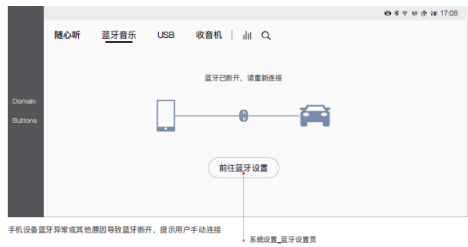 17:08
随心听 蓝牙音乐 USB 收音机
蓝牙已断开，请重新连接
Domain
Buttons
前往蓝牙设置
手机设备蓝牙异常或其他原因导致蓝牙断开，提示用户手动连接
系统设置_蓝牙设置页